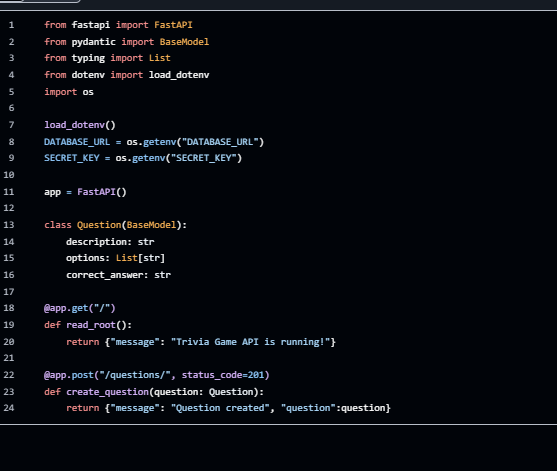 1 from fastapi import FastAPI
2 from pydantic import BaseModel
3 from typing import List
4 from dotenv import load_dotenv
5 import os
6
7 load_dotenv()
8 DATABASE_URL = os.getenv("DATABASE_URL")
9 SECRET_KEY = os.getenv("SECRET_KEY")
10
11 app = FastAPI()
12
13 class Question(BaseModel):
14     description: str
15     options: List[str]
16     correct_answer: str
17
18 @app.get("/")
19 def read_root():
20     return {"message": "Trivia Game API is running!"}
21
22 @app.post("/questions/", status_code=201)
23 def create_question(question: Question):
24     return {"message": "Question created", "question":question}